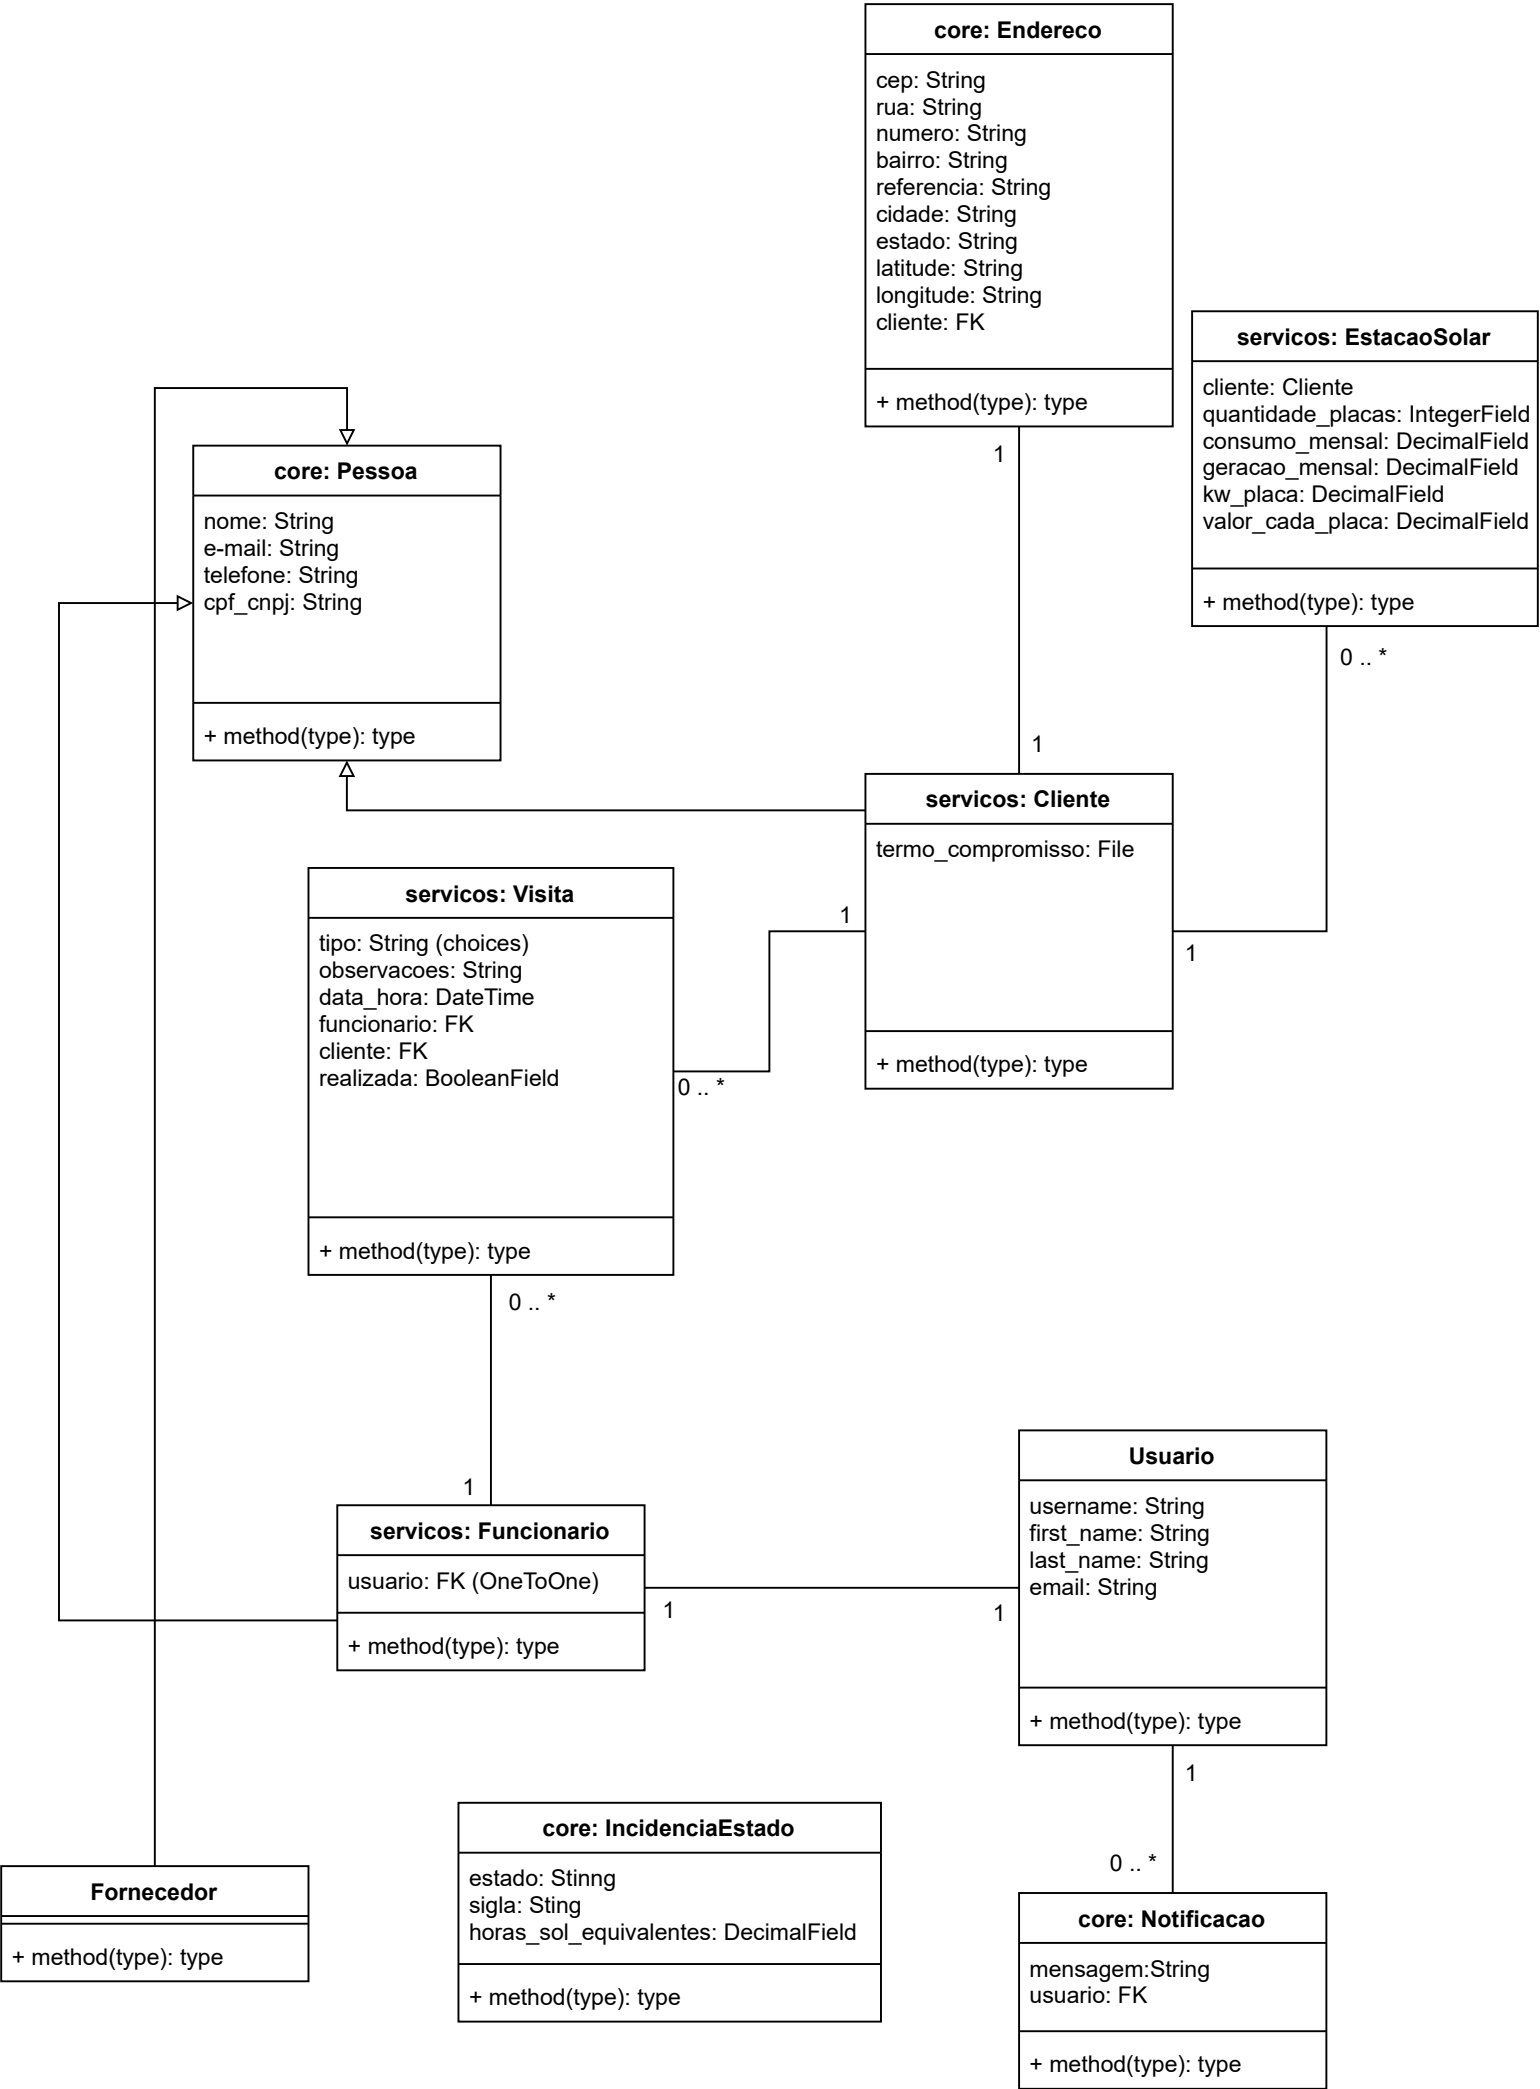 core: Endereco
cep: String
rua: String
numero: String
bairro: String
referencia: String
cidade: String
estado: String
latitude: String
longitude: String
cliente: FK
+ method(type): type
1
servicos: EstacaoSolar
cliente: Cliente
quantidade_placas: IntegerField
consumo_mensal: DecimalField
geracao_mensal: DecimalField
kw_placa: DecimalField
valor_cada_placa: DecimalField
+ method(type): type
0 .. *
core: Pessoa
nome: String
e-mail: String
telefone: String
cpf_cnpj: String
+ method(type): type
1
servicos: Cliente
termo_compromisso: File
+ method(type): type
1
1
servicos: Visita
tipo: String (choices)
observacoes: String
data_hora: DateTime
funcionario: FK
cliente: FK
realizada: BooleanField
+ method(type): type
0 .. *
0 .. *
1
servicos: Funcionario
usuario: FK (OneToOne)
+ method(type): type
1
1
Usuario
username: String
first_name: String
last_name: String
email: String
+ method(type): type
1
0 .. *
core: IncidenciaEstado
estado: Stinng
sigla: Sting
horas_sol_equivalentes: DecimalField
+ method(type): type
Fornecedor
+ method(type): type
core: Notificacao
mensagem:String
usuario: FK
+ method(type): type